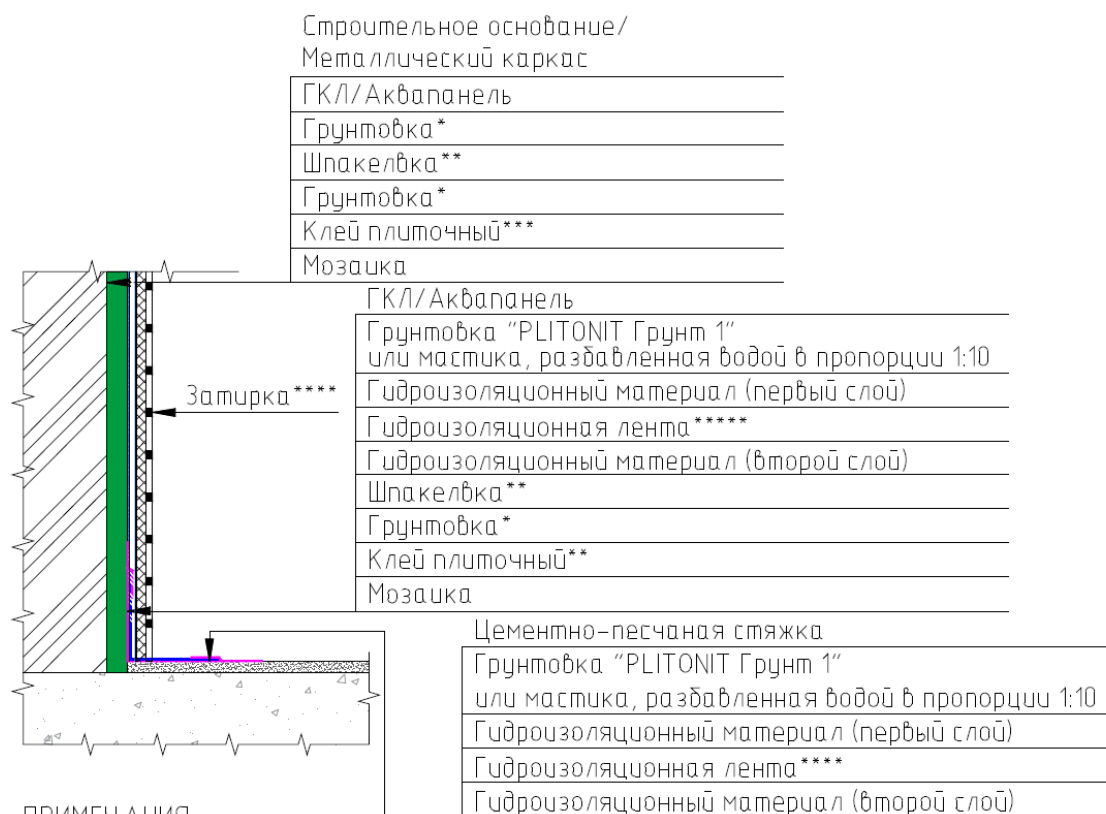 Строительное основание/
Металлический каркас
ГКЛ/Аквапанель
Грунтовка*
Шпакелвка**
Грунтовка*
Клей плиточный***
Мозаика
ГКЛ/Аквапанель
Грунтовка "PLITONIT Грунт 1"
или мастика, разбавленная водой в пропорции 1:10
Затирка****
Гидроизоляционный материал (первый слой)
Гидроизоляционная лента*****
Гидроизоляционный материал (второй слой)
Шпакелвка**
Грунтовка*
Клей плиточный**
Мозаика
Цементно-песчаная стяжка
Грунтовка "PLITONIT Грунт 1"
или мастика, разбавленная водой в пропорции 1:10
Гидроизоляционный материал (первый слой)
Гидроизоляционная лента****
Гидроизоляционный материал (второй слой)